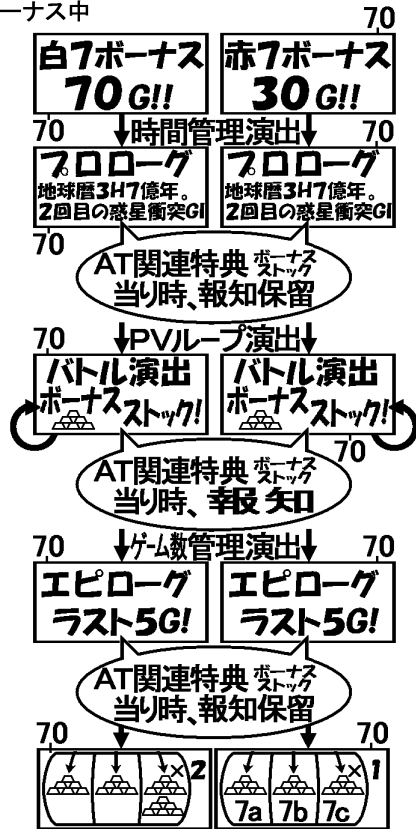 ーナス中
70
白7ボーナス
70G!!
赤7ボーナス
30G!!
70 時間管理演出 70
プロローグ
地球暦3H7億年。
2回目の惑星衝突GI
プロローグ
地球暦3H7億年。
2回目の惑星衝突GI
70
AT関連特典 ボーナスストック
当り時、報知保留
70 PVループ演出
バトル演出
ボーナス
ストック!
バトル演出
ボーナス
ストック!
70
AT関連特典 ボーナスストック
当り時、報知
70 ゲーム数管理演出 70
エピローグ
ラスト5G!
エピローグ
ラスト5G!
AT関連特典 ボーナスストック
当り時、報知保留
70 70
×2
×1
7a 7b 7c